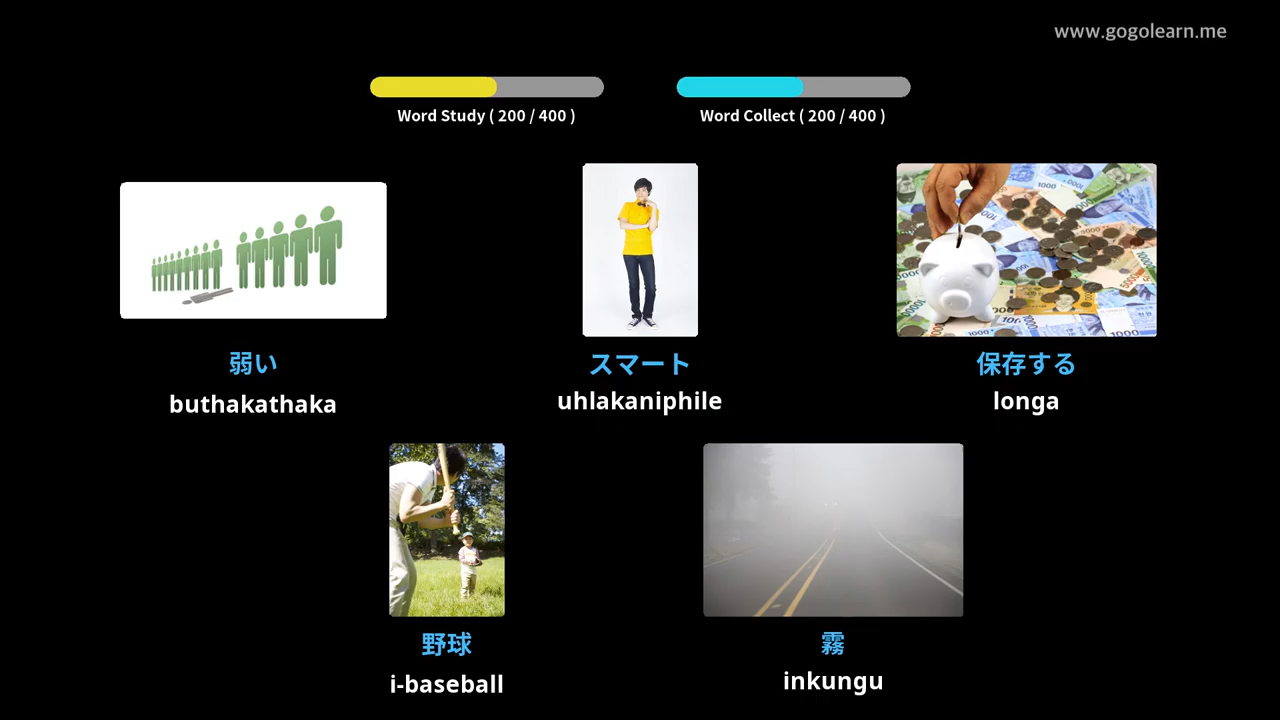 www.gogolearn.me
Word Study ( 200 / 400 )
Word Collect ( 200 / 400 )
弱い
buthakathaka
スマート
uhlakaniphile
保存する
longa
野球
i-baseball
霧
inkungu